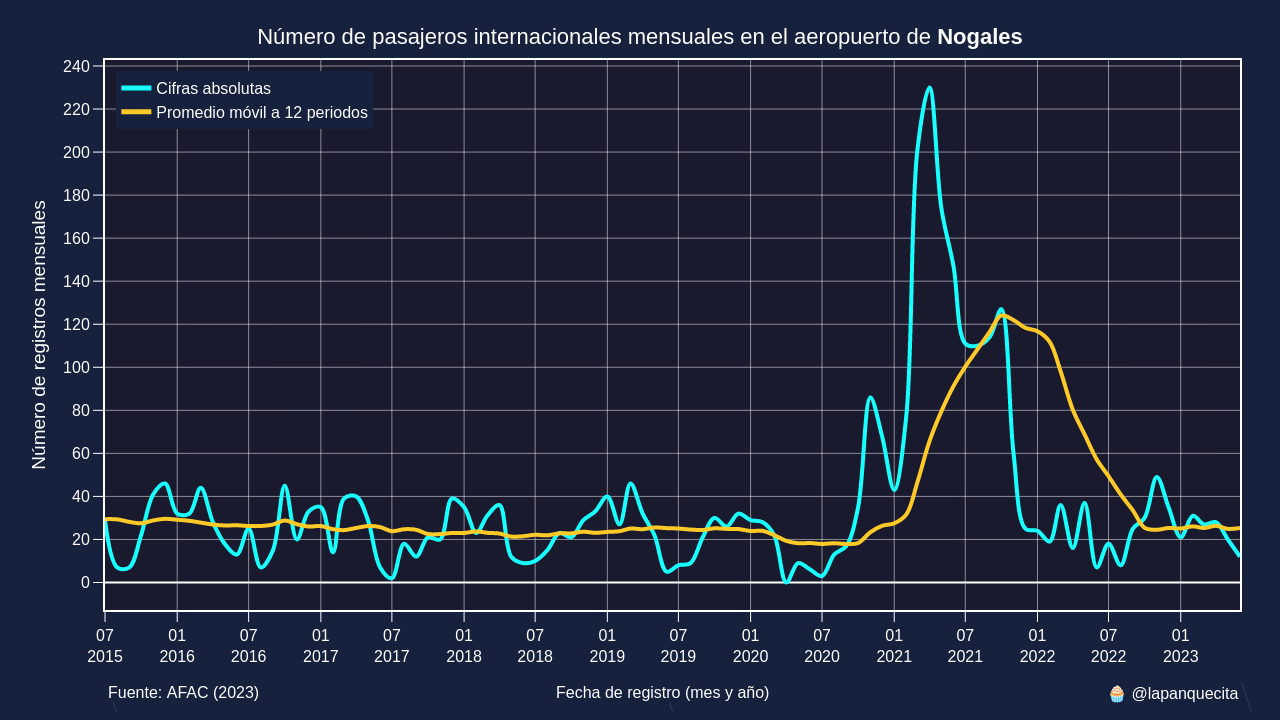 Número de pasajeros internacionales mensuales en el aeropuerto de Nogales
Cifras absolutas
Promedio móvil a 12 periodos
Número de registros mensuales
240
220
200
180
160
140
120
100
80
60
40
20
0
07 01 07 01 07 01 07 01 07 01 07 01 07 01 07 01
2015 2016 2016 2017 2017 2018 2018 2019 2019 2020 2020 2021 2021 2022 2022 2023
Fuente: AFAC (2023)
Fecha de registro (mes y año)
🧁 @lapanquecita